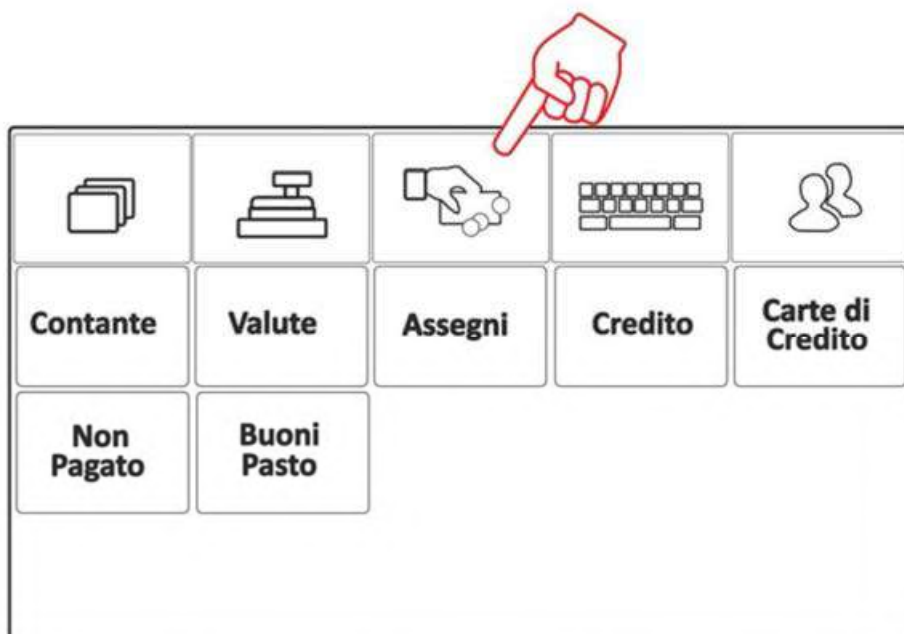 Contante
Valute
Assegni
Credito
Carte di
Credito
Non
Pagato
Buoni
Pasto